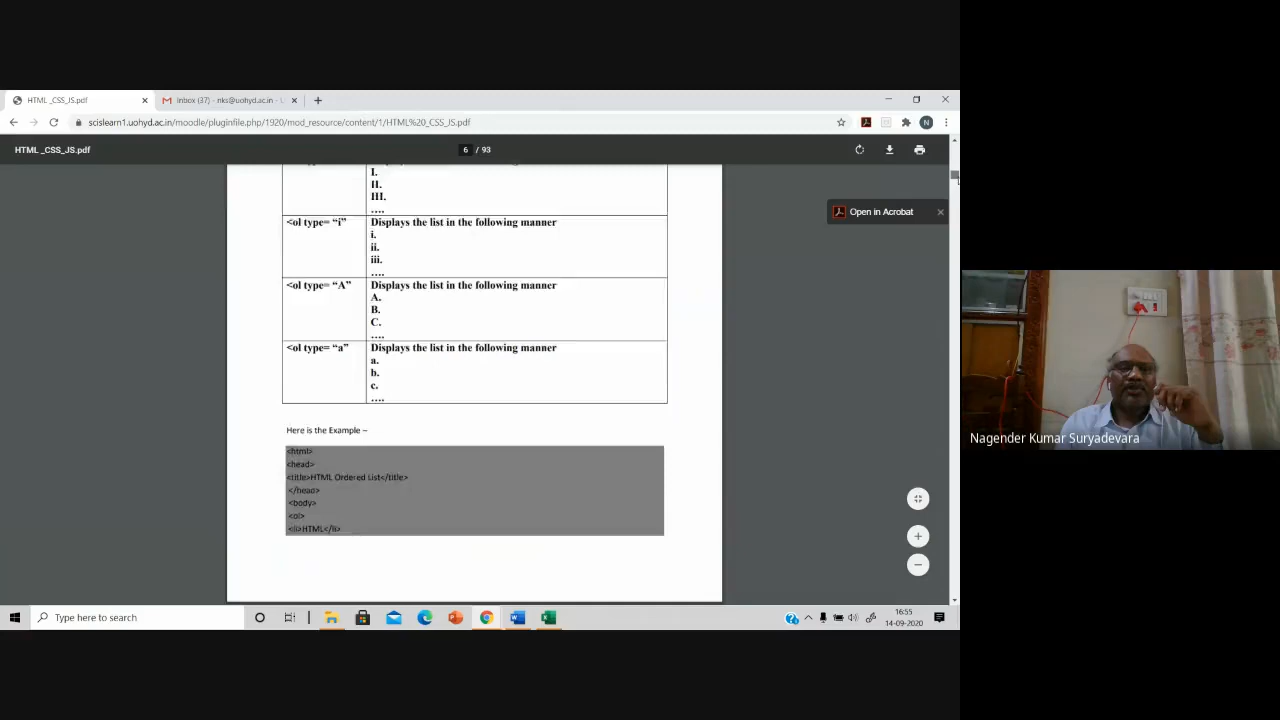 HTML _CSS_JS.pdf
Inbox (37) - nks@uohyd.ac.in - U
scislearn1.uohyd.ac.in/moodle/pluginfile.php/1920/mod_resource/content/1/HTML%20_CSS_JS.pdf
N
HTML _CSS_JS.pdf
6 / 93
Open in Acrobat
I.
II.
III.
....
<ol type= “i” Displays the list in the following manner
i.
ii.
iii.
....
<ol type= “A” Displays the list in the following manner
A.
B.
C.
....
<ol type= “a” Displays the list in the following manner
a.
b.
c.
....
Here is the Example –
<html>
<head>
<title>HTML Ordered List</title>
</head>
<body>
<ol>
<li>HTML</li>
Nagender Kumar Suryadevara
Type here to search
16:55
14-09-2020